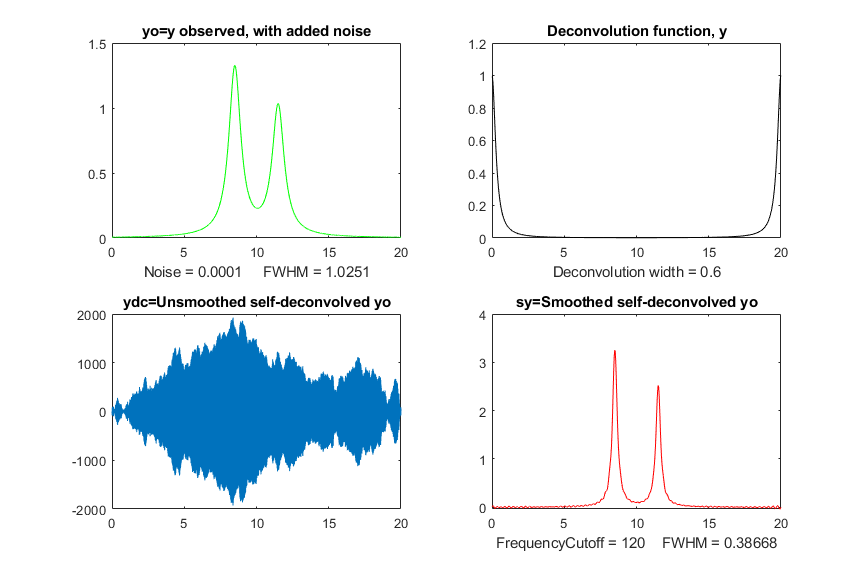 yo=y observed, with added noise
1.5
1
0.5
0
0 5 10 15 20
Noise = 0.0001 FWHM = 1.0251
Deconvolution function, y
1.2
1
0.8
0.6
0.4
0.2
0
0 5 10 15 20
Deconvolution width = 0.6
ydc=Unsmoothed self-deconvolved yo
2000
1000
0
-1000
-2000
0 5 10 15 20
sy=Smoothed self-deconvolved yo
4
3
2
1
0
0 5 10 15 20
FrequencyCutoff = 120 FWHM = 0.38668